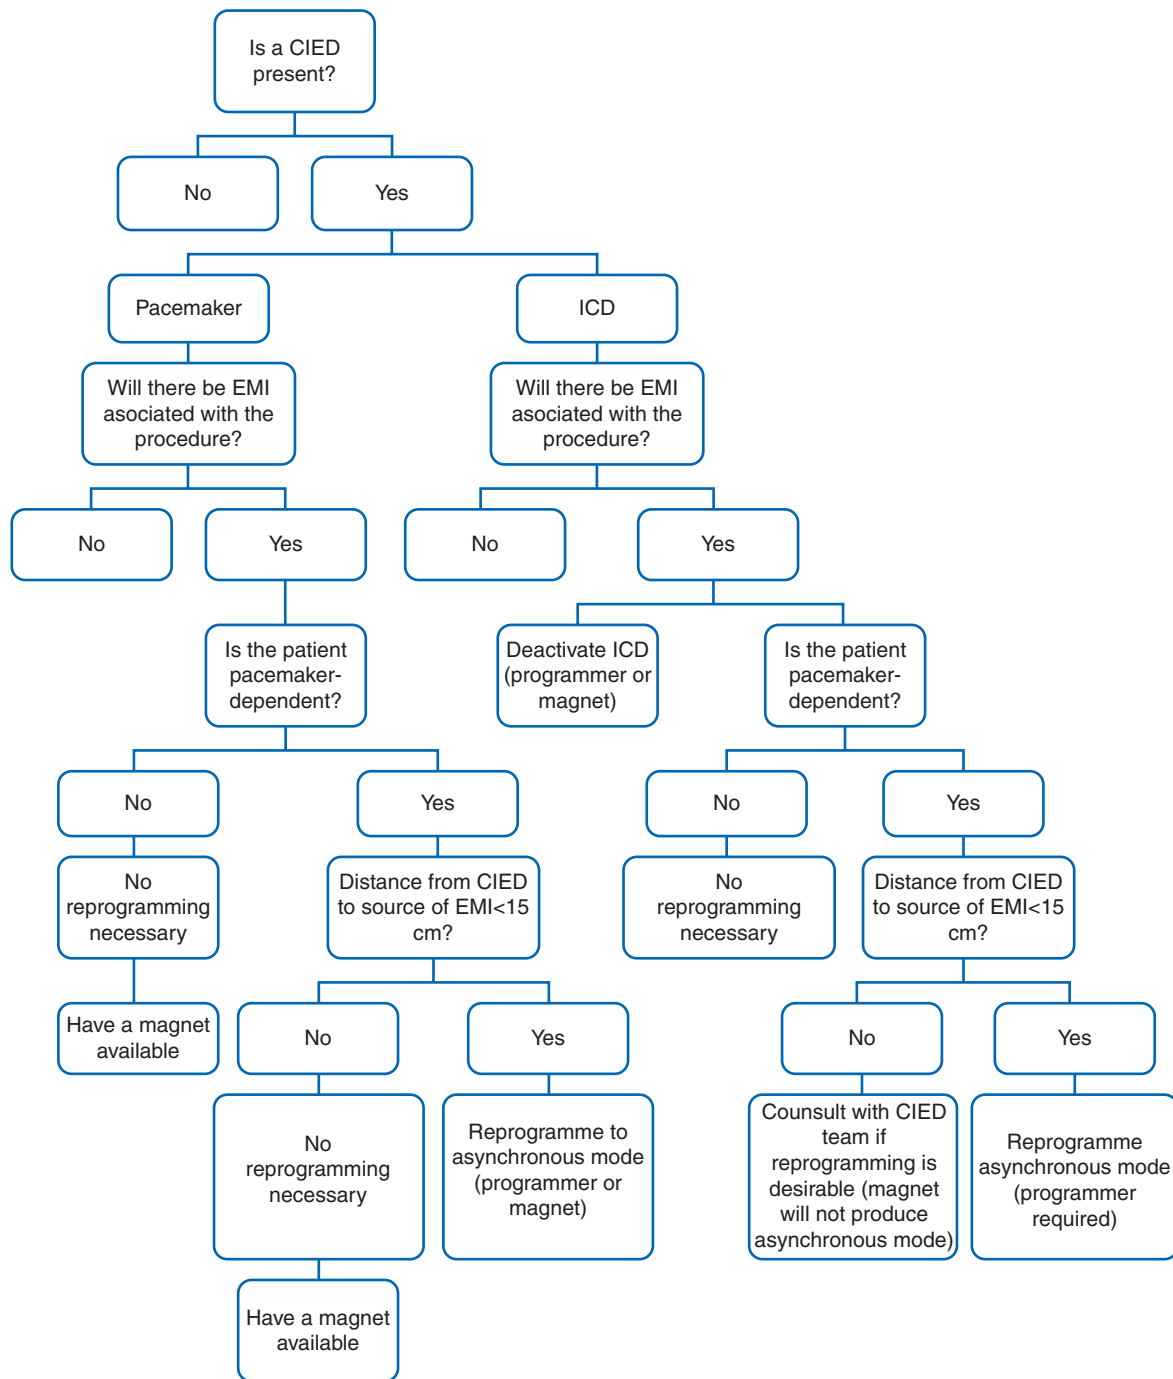 Is a CIED
present?
No
Yes
Pacemaker
ICD
Will there be EMI
asociated with the
procedure?
Will there be EMI
asociated with the
procedure?
No
Yes
No
Yes
Is the patient
pacemaker-
dependent?
Deactivate ICD
(programmer or
magnet)
Is the patient
pacemaker-
dependent?
No
Yes
No
Yes
No
reprogramming
necessary
Distance from CIED
to source of EMI<15
cm?
No
reprogramming
necessary
Distance from CIED
to source of EMI<15
cm?
Have a magnet
available
No
Yes
No
Yes
No
reprogramming
necessary
Reprogramme to
asynchronous mode
(programmer or
magnet)
Counsult with CIED
team if
reprogramming is
desirable (magnet
will not produce
asynchronous mode)
Reprogramme
asynchronous mode
(programmer
required)
Have a magnet
available